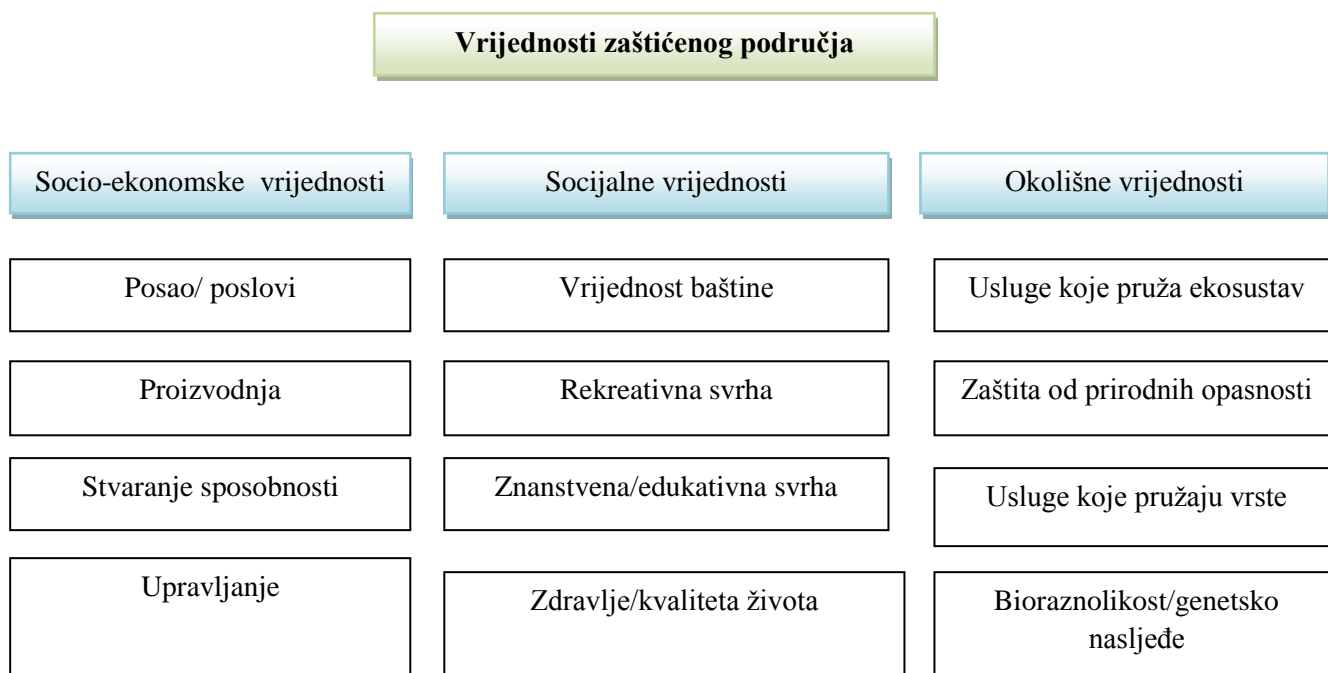 Vrijednosti zaštićenog područja
Socio-ekonomske vrijednosti
Socijalne vrijednosti
Okolišne vrijednosti
Posao/ poslovi
Vrijednost baštine
Usluge koje pruža ekosustav
Proizvodnja
Rekreativna svrha
Zaštita od prirodnih opasnosti
Stvaranje sposobnosti
Znanstvena/edukativna svrha
Usluge koje pružaju vrste
Upravljanje
Zdravlje/kvaliteta života
Bioraznolikost/genetsko
nasljeđe